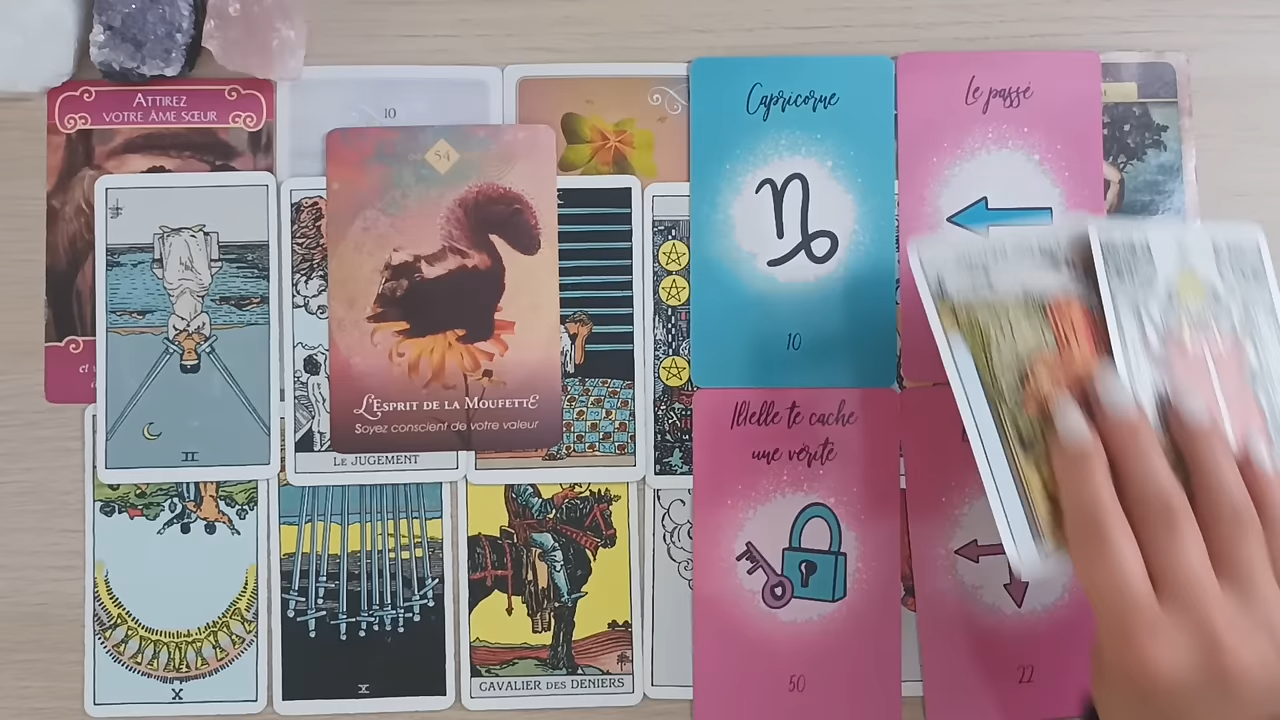 ATTIREZ
VOTRE ÂME SŒUR
10
54
L'ESPRIT DE LA MOUFETTE
Soyez conscient de votre valeur
Capricorne
10
Le passé
II
LE JUGEMENT
Il/elle te cache
une vérité
50
22
X
X
CAVALIER DES DENIERS